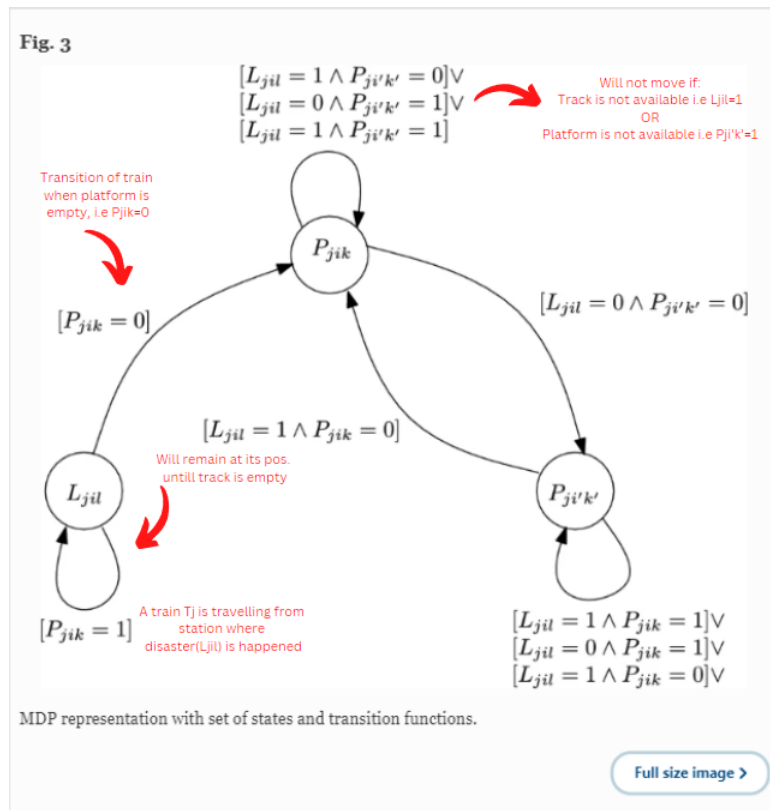 Fig. 3
[L_{jil} = 1 ∧ P_{ji'k'} = 0]∨
[L_{jil} = 0 ∧ P_{ji'k'} = 1]∨
[L_{jil} = 1 ∧ P_{ji'k'} = 1]
Will not move if:
Track is not available i.e Ljil=1
OR
Platform is not available i.e Pji'k'=1
Transition of train
when platform is
empty, i.e Pjik=0
P_{jik}
[P_{jik} = 0]
[L_{jil} = 0 ∧ P_{ji'k'} = 0]
[L_{jil} = 1 ∧ P_{jik} = 0]
Will remain at its pos.
untill track is empty
L_{jil}
P_{ji'k'}
[P_{jik} = 1]
A train Tj is travelling from
station where
disaster(Ljil) is happened
[L_{jil} = 1 ∧ P_{jik} = 1]∨
[L_{jil} = 0 ∧ P_{jik} = 1]∨
[L_{jil} = 1 ∧ P_{jik} = 0]∨
MDP representation with set of states and transition functions.
Full size image >